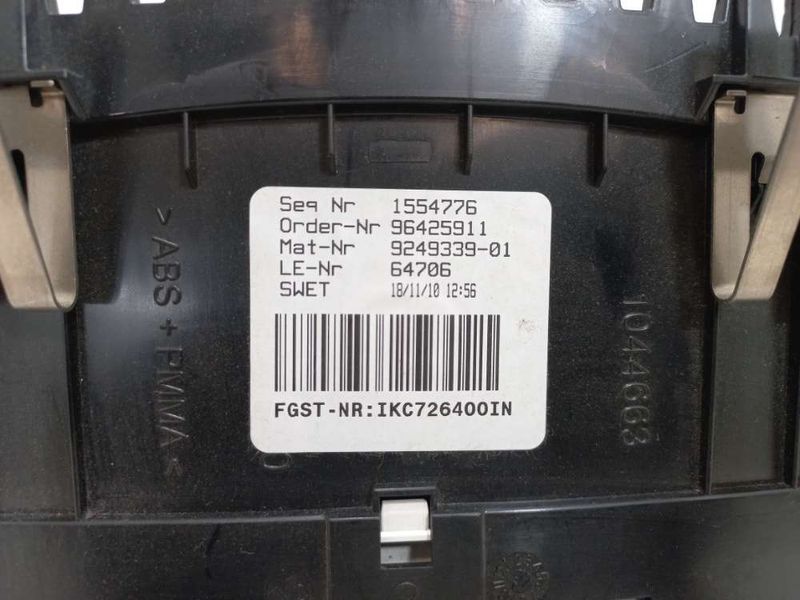 Seq Nr 1554776
Order-Nr 96425911
Mat-Nr 9249339-01
LE-Nr 64706
SWET 18/11/10 12:56
FGST-NR:IKC726400IN
> ABS + PMMA <
1044663